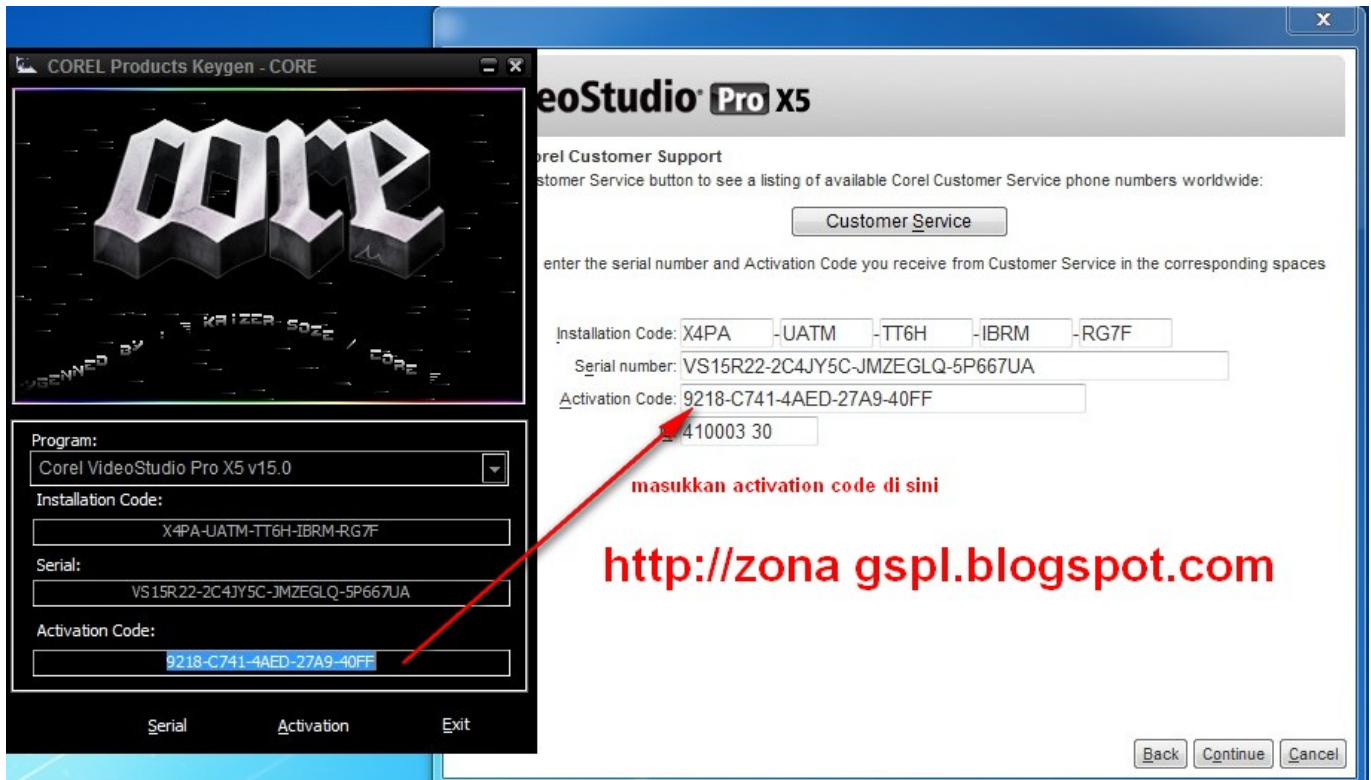 COREL Products Keygen - CORE
core
KAIZER SOZE
CORE
Program:
Corel VideoStudio Pro X5 v15.0
Installation Code:
X4PA-UATM-TT6H-IBRM-RG7F
Serial:
VS15R22-2C4JY5C-JMZEGLQ-5P667UA
Activation Code:
9218-C741-4AED-27A9-40FF
Serial Activation Exit
eoStudio Pro X5
orel Customer Support
stomer Service button to see a listing of available Corel Customer Service phone numbers worldwide:
Customer Service
enter the serial number and Activation Code you receive from Customer Service in the corresponding spaces
Installation Code: X4PA -UATM -TT6H -IBRM -RG7F
Serial number: VS15R22-2C4JY5C-JMZEGLQ-5P667UA
Activation Code: 9218-C741-4AED-27A9-40FF
410003 30
masukkan activation code di sini
http://zona gspl.blogspot.com
Back Continue Cancel